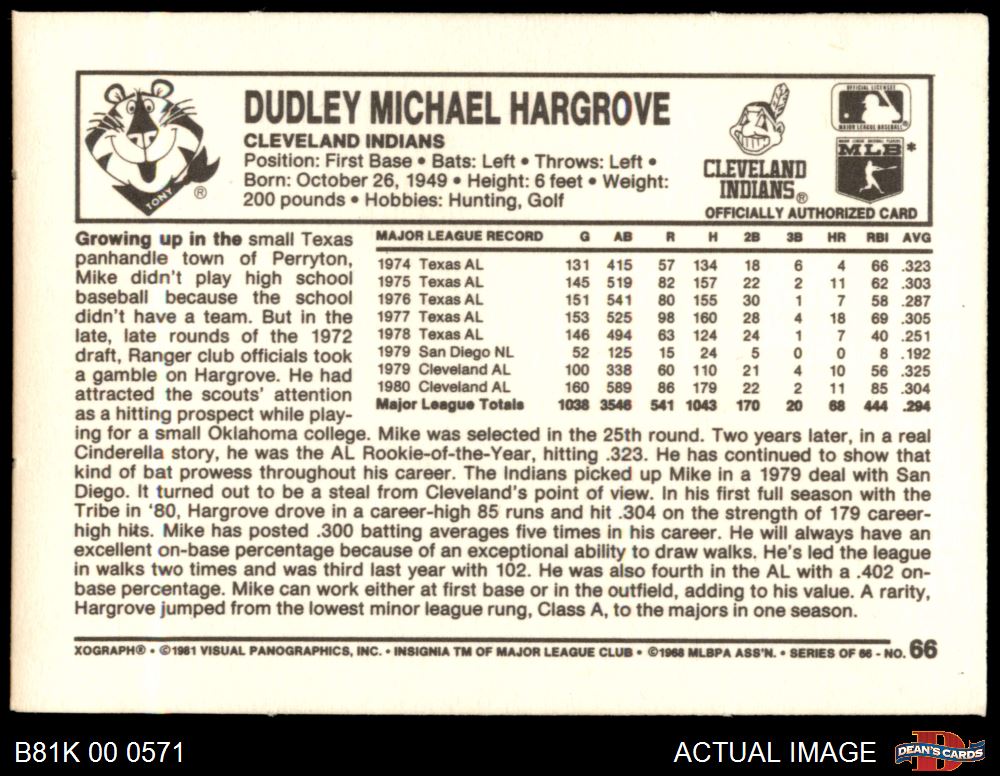 TONY
®
DUDLEY MICHAEL HARGROVE
CLEVELAND INDIANS
Position: First Base • Bats: Left • Throws: Left •
Born: October 26, 1949 • Height: 6 feet • Weight:
200 pounds • Hobbies: Hunting, Golf
CLEVELAND
INDIANS®
OFFICIAL LICENSEE
MAJOR LEAGUE BASEBALL®
MAJOR LEAGUE BASEBALL PLAYERS
MLB*
OFFICIALLY AUTHORIZED CARD
Growing up in the small Texas
panhandle town of Perryton,
Mike didn't play high school
baseball because the school
didn't have a team. But in the
late, late rounds of the 1972
draft, Ranger club officials took
a gamble on Hargrove. He had
attracted the scouts' attention
as a hitting prospect while play-
MAJOR LEAGUE RECORD G AB R H 2B 3B HR RBI AVG
1974 Texas AL 131 415 57 134 18 6 4 66 .323
1975 Texas AL 145 519 82 157 22 2 11 62 .303
1976 Texas AL 151 541 80 155 30 1 7 58 .287
1977 Texas AL 153 525 98 160 28 4 18 69 .305
1978 Texas AL 146 494 63 124 24 1 7 40 .251
1979 San Diego NL 52 125 15 24 5 0 0 8 .192
1979 Cleveland AL 100 338 60 110 21 4 10 56 .325
1980 Cleveland AL 160 589 86 179 22 2 11 85 .304
Major League Totals 1038 3546 541 1043 170 20 68 444 .294
ing for a small Oklahoma college. Mike was selected in the 25th round. Two years later, in a real
Cinderella story, he was the AL Rookie-of-the-Year, hitting .323. He has continued to show that
kind of bat prowess throughout his career. The Indians picked up Mike in a 1979 deal with San
Diego. It turned out to be a steal from Cleveland's point of view. In his first full season with the
Tribe in '80, Hargrove drove in a career-high 85 runs and hit .304 on the strength of 179 career-
high hits. Mike has posted .300 batting averages five times in his career. He will always have an
excellent on-base percentage because of an exceptional ability to draw walks. He's led the league
in walks two times and was third last year with 102. He was also fourth in the AL with a .402 on-
base percentage. Mike can work either at first base or in the outfield, adding to his value. A rarity,
Hargrove jumped from the lowest minor league rung, Class A, to the majors in one season.
XOGRAPH® • ©1981 VISUAL PANOGRAPHICS, INC. • INSIGNIA TM OF MAJOR LEAGUE CLUB • ©1968 MLBPA ASS'N. • SERIES OF 66 - NO. 66
B81K 00 0571
ACTUAL IMAGE
DEAN'S CARDS